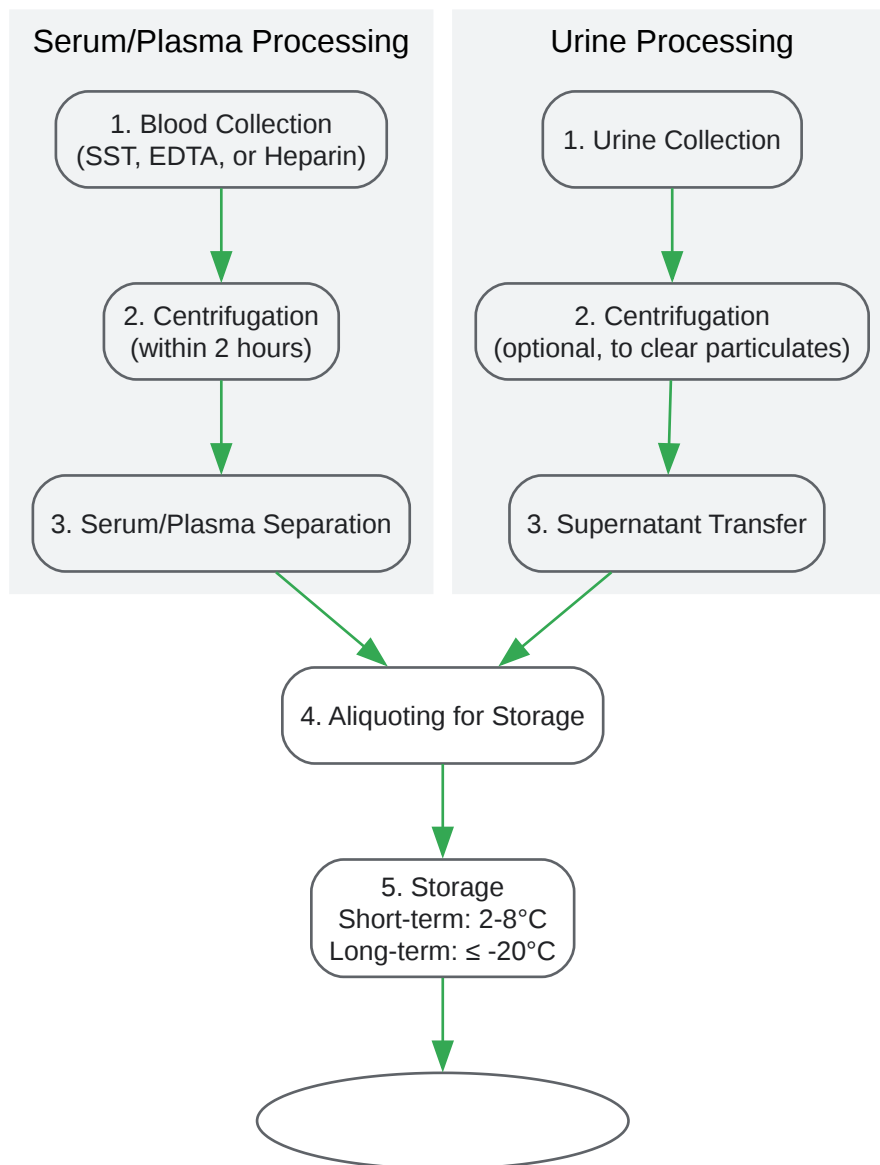 Serum/Plasma Processing
1. Blood Collection
(SST, EDTA, or Heparin)
2. Centrifugation
(within 2 hours)
3. Serum/Plasma Separation
Urine Processing
1. Urine Collection
2. Centrifugation
(optional, to clear particulates)
3. Supernatant Transfer
4. Aliquoting for Storage
5. Storage
Short-term: 2-8°C
Long-term: ≤ -20°C